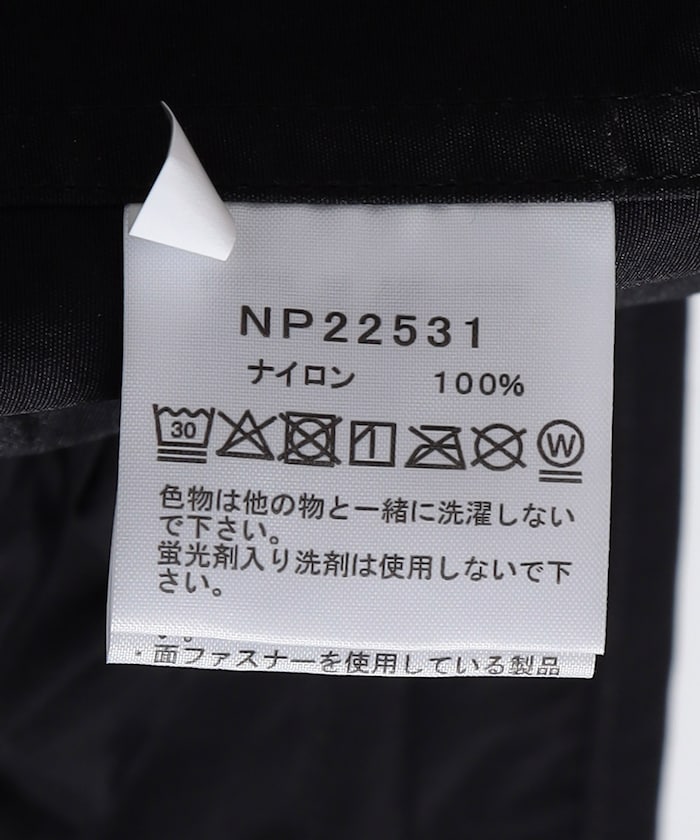 NP22531
ナイロン 100%
30 W
色物は他の物と一緒に洗濯しない
で下さい。
蛍光剤入り洗剤は使用しないで下
さい。
い。
・面ファスナーを使用している製品